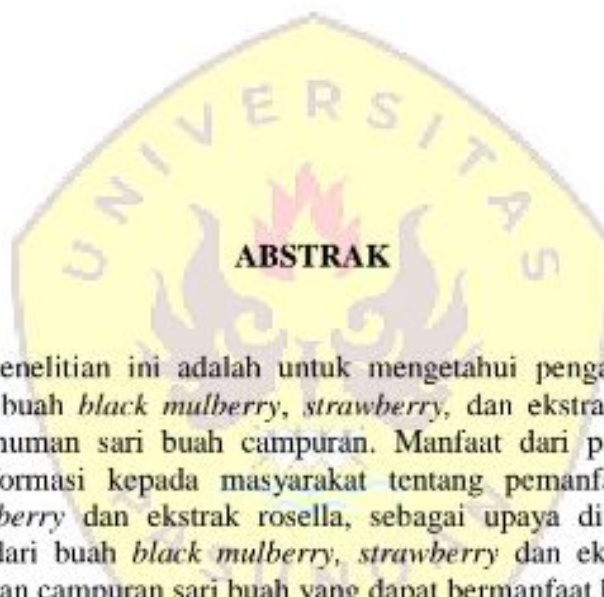 UNIVERSITAS
ABSTRAK
enelitian ini adalah untuk mengetahui penga
buah black mulberry, strawberry, dan ekstra
numan sari buah campuran. Manfaat dari p
ormasi kepada masyarakat tentang pemanfa
berry dan ekstrak rosella, sebagai upaya di
dari buah black mulberry, strawberry dan ek
an campuran sari buah yang dapat bermanfaat